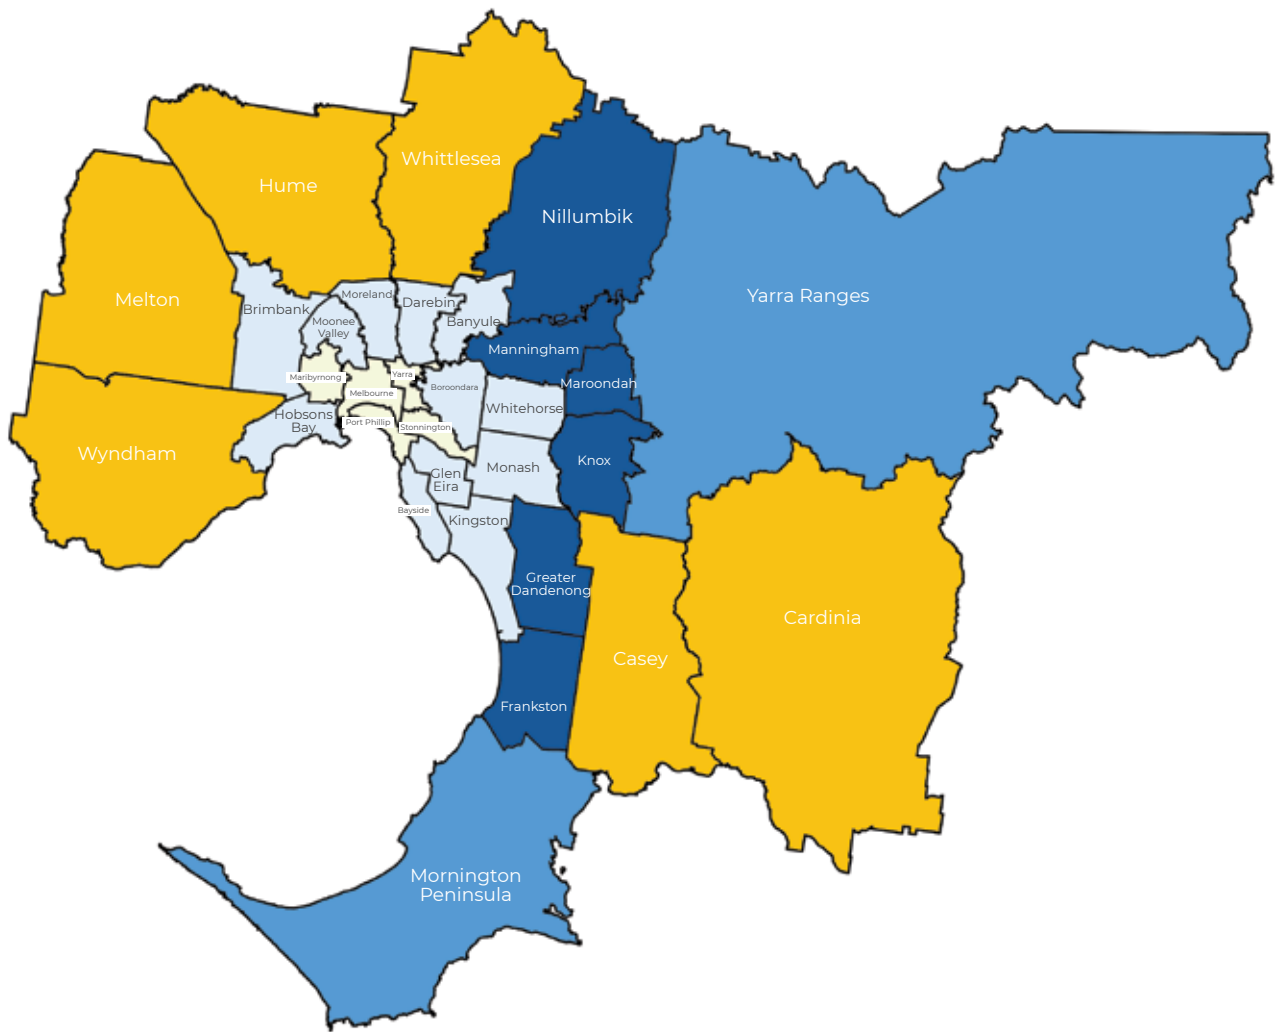 Whittlesea
Hume
Nillumbik
Melton
Yarra Ranges
Moreland
Darebin
Brimbank
Moonee
Valley
Banyule
Manningham
Maribyrnong
Yarra
Maroondah
Boroondara
Melbourne
Whitehorse
Hobsons
Bay
Port Phillip
Stonnington
Wyndham
Knox
Monash
Glen
Eira
Bayside
Kingston
Greater
Dandenong
Cardinia
Casey
Frankston
Mornington
Peninsula